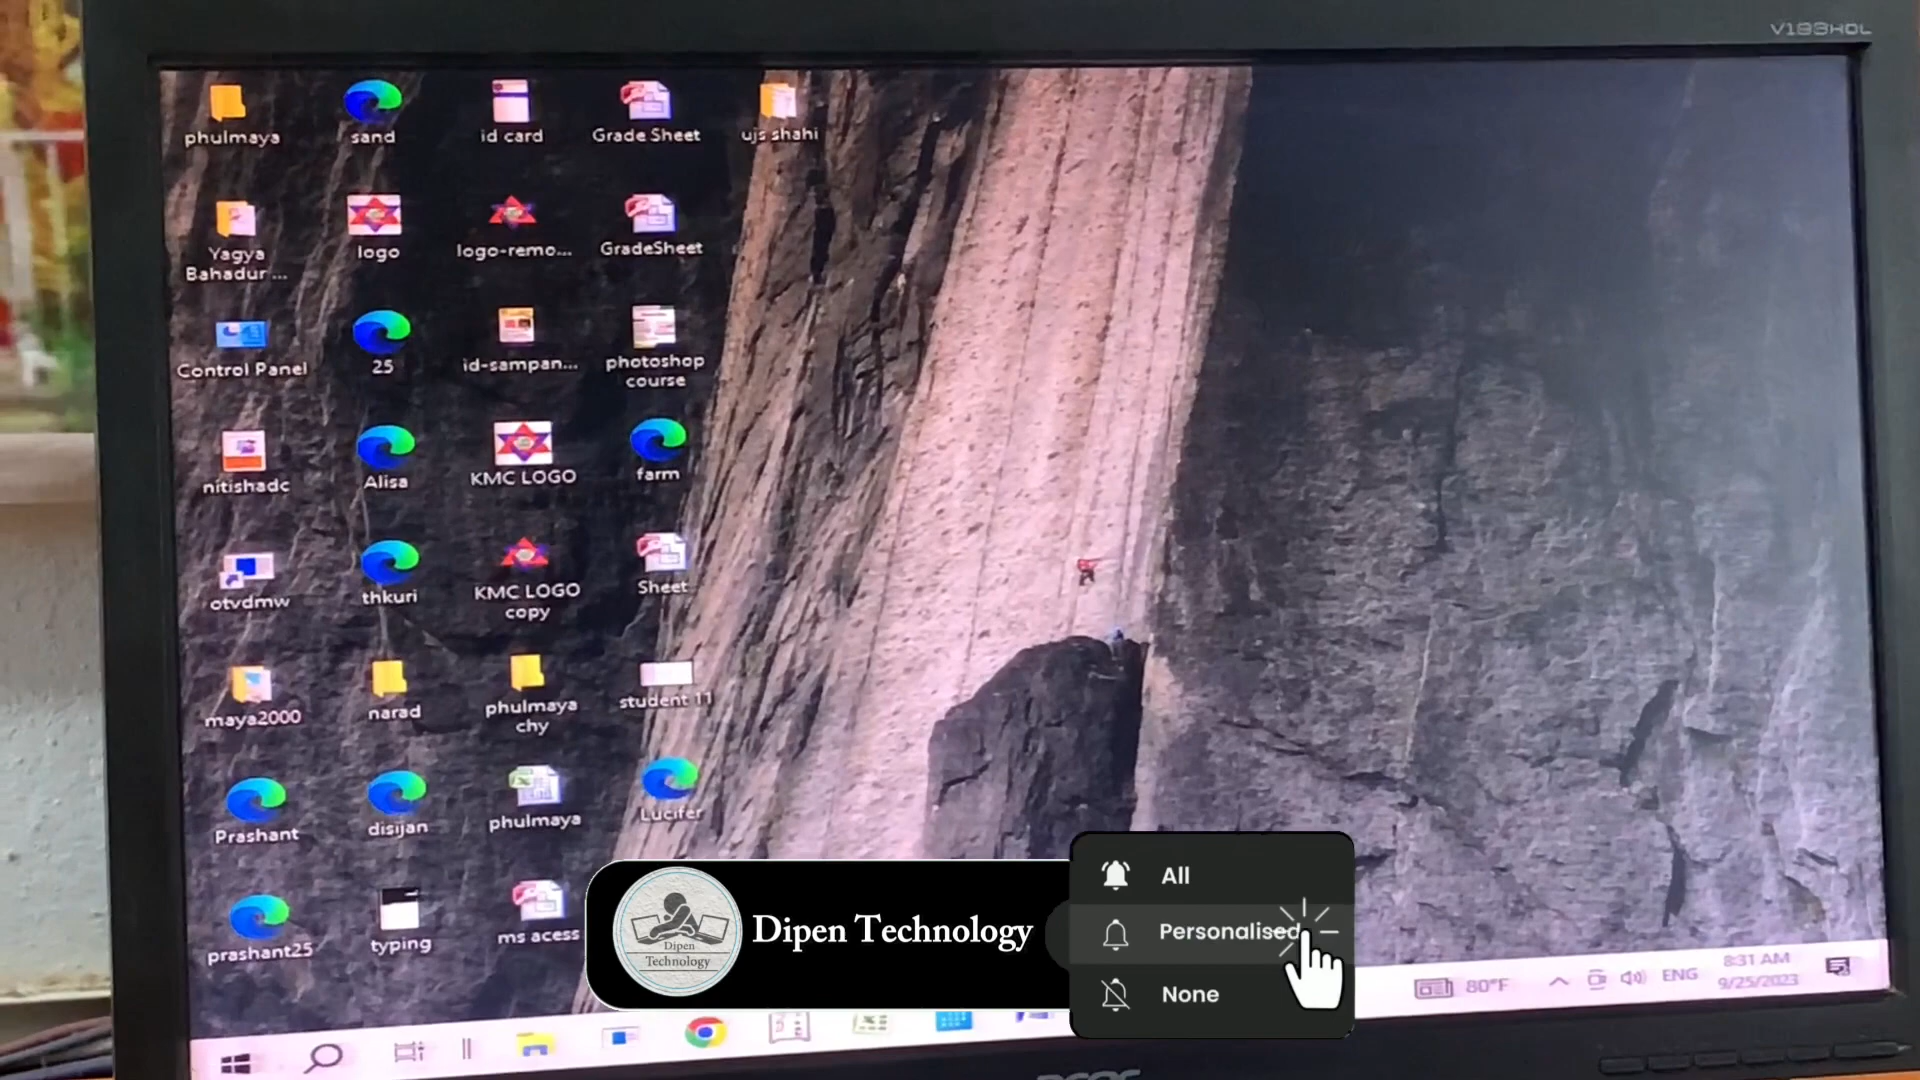 V193HQL
phulmaya
sand
id card
Grade Sheet
ujs shahi
Yagya
Bahadur ...
logo
logo-remo...
GradeSheet
Control Panel
25
id-sampan...
photoshop
course
nitishadc
Alisa
KMC LOGO
farm
otvdmw
thkuri
KMC LOGO
copy
Sheet
maya2000
narad
phulmaya
chy
student 11
Prashant
disijan
phulmaya
Lucifer
prashant25
typing
ms acess
Dipen Technology
Dipen
Technology
All
Personalised
None
80°F
ENG
8:31 AM
9/25/2023
acer